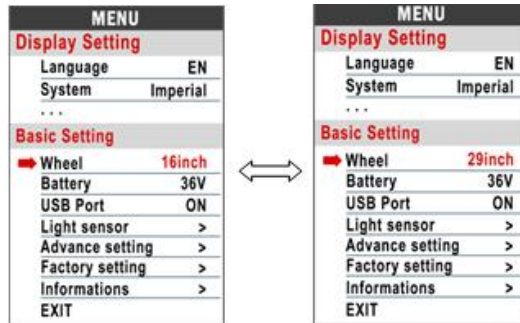 MENU
Display Setting
Language EN
System Imperial
...
Basic Setting
Wheel 16inch
Battery 36V
USB Port ON
Light sensor >
Advance setting >
Factory setting >
Informations >
EXIT
MENU
Display Setting
Language EN
System Imperial
...
Basic Setting
Wheel 29inch
Battery 36V
USB Port ON
Light sensor >
Advance setting >
Factory setting >
Informations >
EXIT